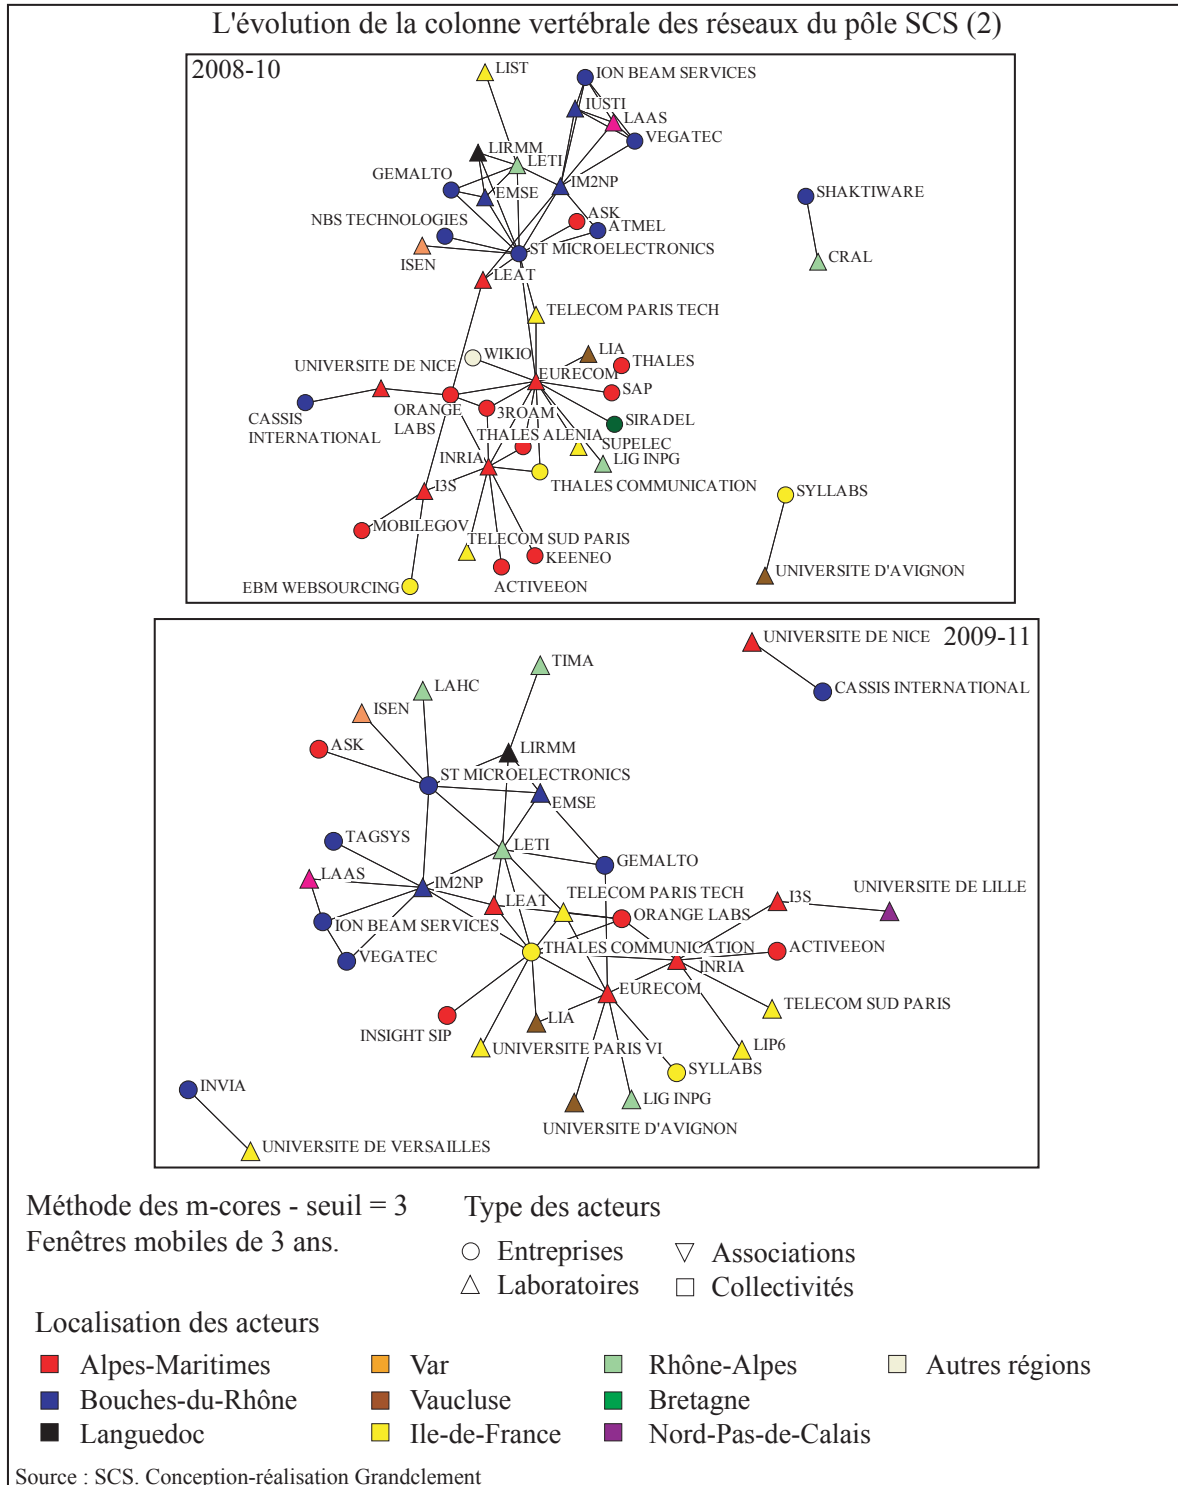 L'évolution de la colonne vertébrale des réseaux du pôle SCS (2)
2008-10
LIST
ION BEAM SERVICES
IUSTI
LAAS
VEGATEC
LIRMM
LETI
GEMALTO
EMSE
IM2NP
SHAKTIWARE
NBS TECHNOLOGIES
ASK
ATMEL
ST MICROELECTRONICS
ISEN
CRAL
LEAT
TELECOM PARIS TECH
WIKIO
LIA
THALES
UNIVERSITE DE NICE
EURECOM
SAP
CASSIS
INTERNATIONAL
ORANGE
LABS
3ROAM
SIRADEL
THALES ALENIA
SUPELEC
INRIA
LIG INPG
I3S
THALES COMMUNICATION
SYLLABS
MOBILEGOV
TELECOM SUD PARIS
KEENEO
UNIVERSITE D'AVIGNON
EBM WEBSOURCING
ACTIVEEON
2009-11
UNIVERSITE DE NICE
TIMA
LAHC
CASSIS INTERNATIONAL
ISEN
ASK
LIRMM
ST MICROELECTRONICS
EMSE
TAGSYS
LETI
GEMALTO
LAAS
IM2NP
TELECOM PARIS TECH
I3S
UNIVERSITE DE LILLE
LEAT
ORANGE LABS
ION BEAM SERVICES
THALES COMMUNICATION
ACTIVEEON
VEGATEC
INRIA
EURECOM
TELECOM SUD PARIS
LIA
INSIGHT SIP
UNIVERSITE PARIS VI
LIP6
SYLLABS
INVIA
LIG INPG
UNIVERSITE D'AVIGNON
UNIVERSITE DE VERSAILLES
Méthode des m-cores - seuil = 3
Fenêtres mobiles de 3 ans.
Type des acteurs
Entreprises
Associations
Laboratoires
Collectivités
Localisation des acteurs
Alpes-Maritimes
Var
Rhône-Alpes
Autres régions
Bouches-du-Rhône
Vaucluse
Bretagne
Languedoc
Ile-de-France
Nord-Pas-de-Calais
Source : SCS. Conception-réalisation Grandclement